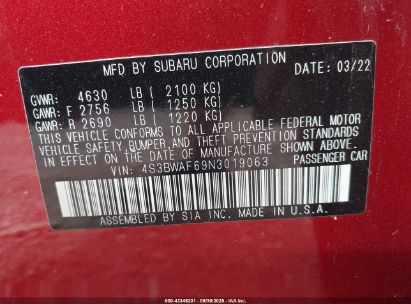 MFD BY SUBARU CORPORATION
DATE: 03/22
GVWR: 4630 LB ( 2100 KG)
GAWR: F 2756 LB ( 1250 KG)
GAWR: R 2690 LB ( 1220 KG)
THIS VEHICLE CONFORMS TO ALL APPLICABLE FEDERAL MOTOR
VEHICLE SAFETY, BUMPER, AND THEFT PREVENTION STANDARDS
IN EFFECT ON THE DATE OF MANUFACTURE SHOWN ABOVE.
VIN: 4S3BWAF69N3019063 PASSENGER CAR
ASSEMBLED BY SIA INC. IN U.S.A.